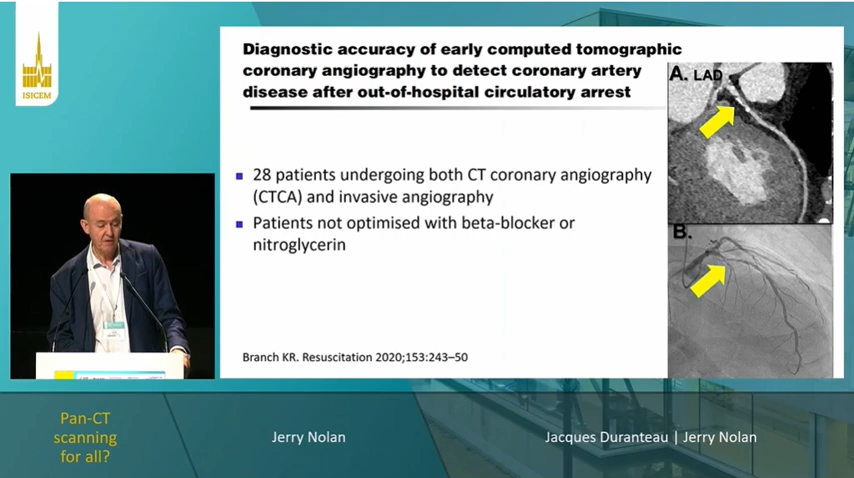 ISICEM
Diagnostic accuracy of early computed tomographic
coronary angiography to detect coronary artery
disease after out-of-hospital circulatory arrest
A. LAD
B.
28 patients undergoing both CT coronary angiography
(CTCA) and invasive angiography
Patients not optimised with beta-blocker or
nitroglycerin
Branch KR. Resuscitation 2020;153:243–50
Pan-CT
scanning
for all?
Jerry Nolan
Jacques Duranteau | Jerry Nolan